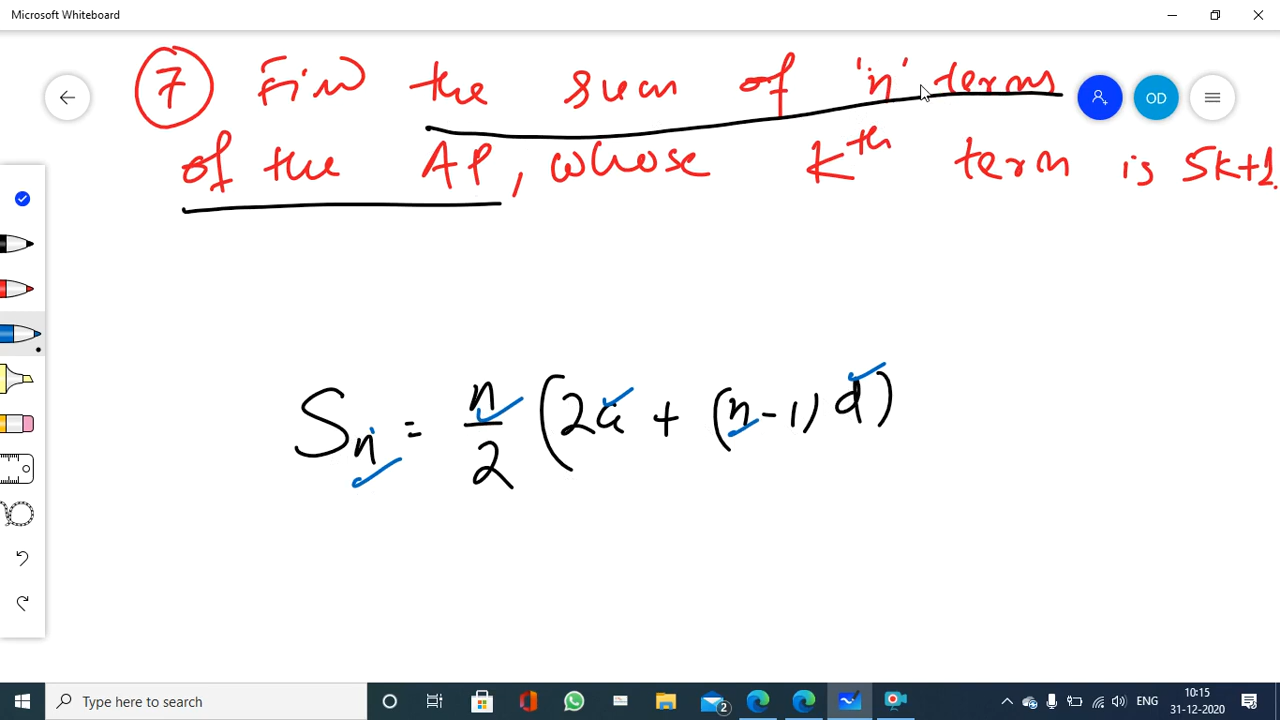 Microsoft Whiteboard
7 Find the sum of 'n' terms
of the AP, whose kth term is 5k+1.
OD
Sn = n/2 (2a + (n-1) d)
Type here to search
2
ENG
10:15
31-12-2020